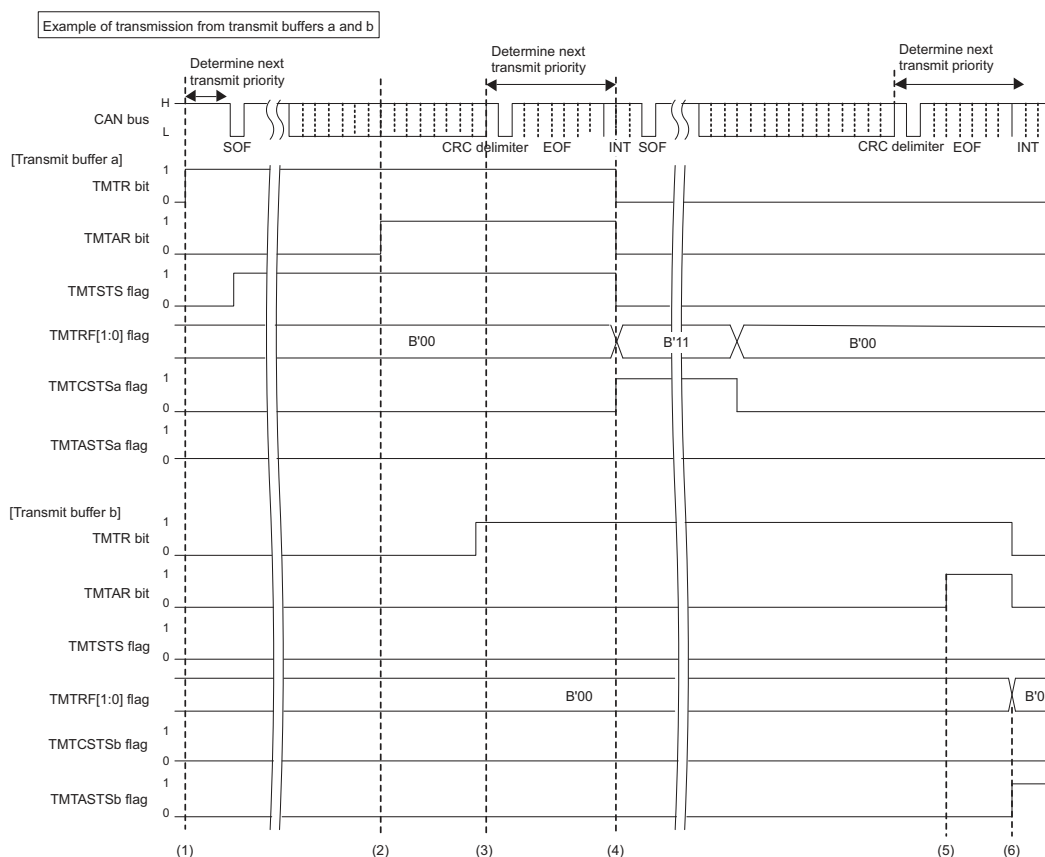 Example of transmission from transmit buffers a and b
Determine next
transmit priority
Determine next
transmit priority
Determine next
transmit priority
CAN bus
H
L
SOF
CRC delimiter
EOF
INT
SOF
CRC delimiter
EOF
INT
[Transmit buffer a]
TMTR bit
1
0
TMTAR bit
1
0
TMTSTS flag
1
0
TMTRF[1:0] flag
B'00
B'11
B'00
TMTCSTSa flag
1
0
TMTASTSa flag
1
0
[Transmit buffer b]
TMTR bit
1
0
TMTAR bit
1
0
TMTSTS flag
1
0
TMTRF[1:0] flag
B'00
B'0
TMTCSTSb flag
1
0
TMTASTSb flag
1
0
(1)
(2)
(3)
(4)
(5)
(6)